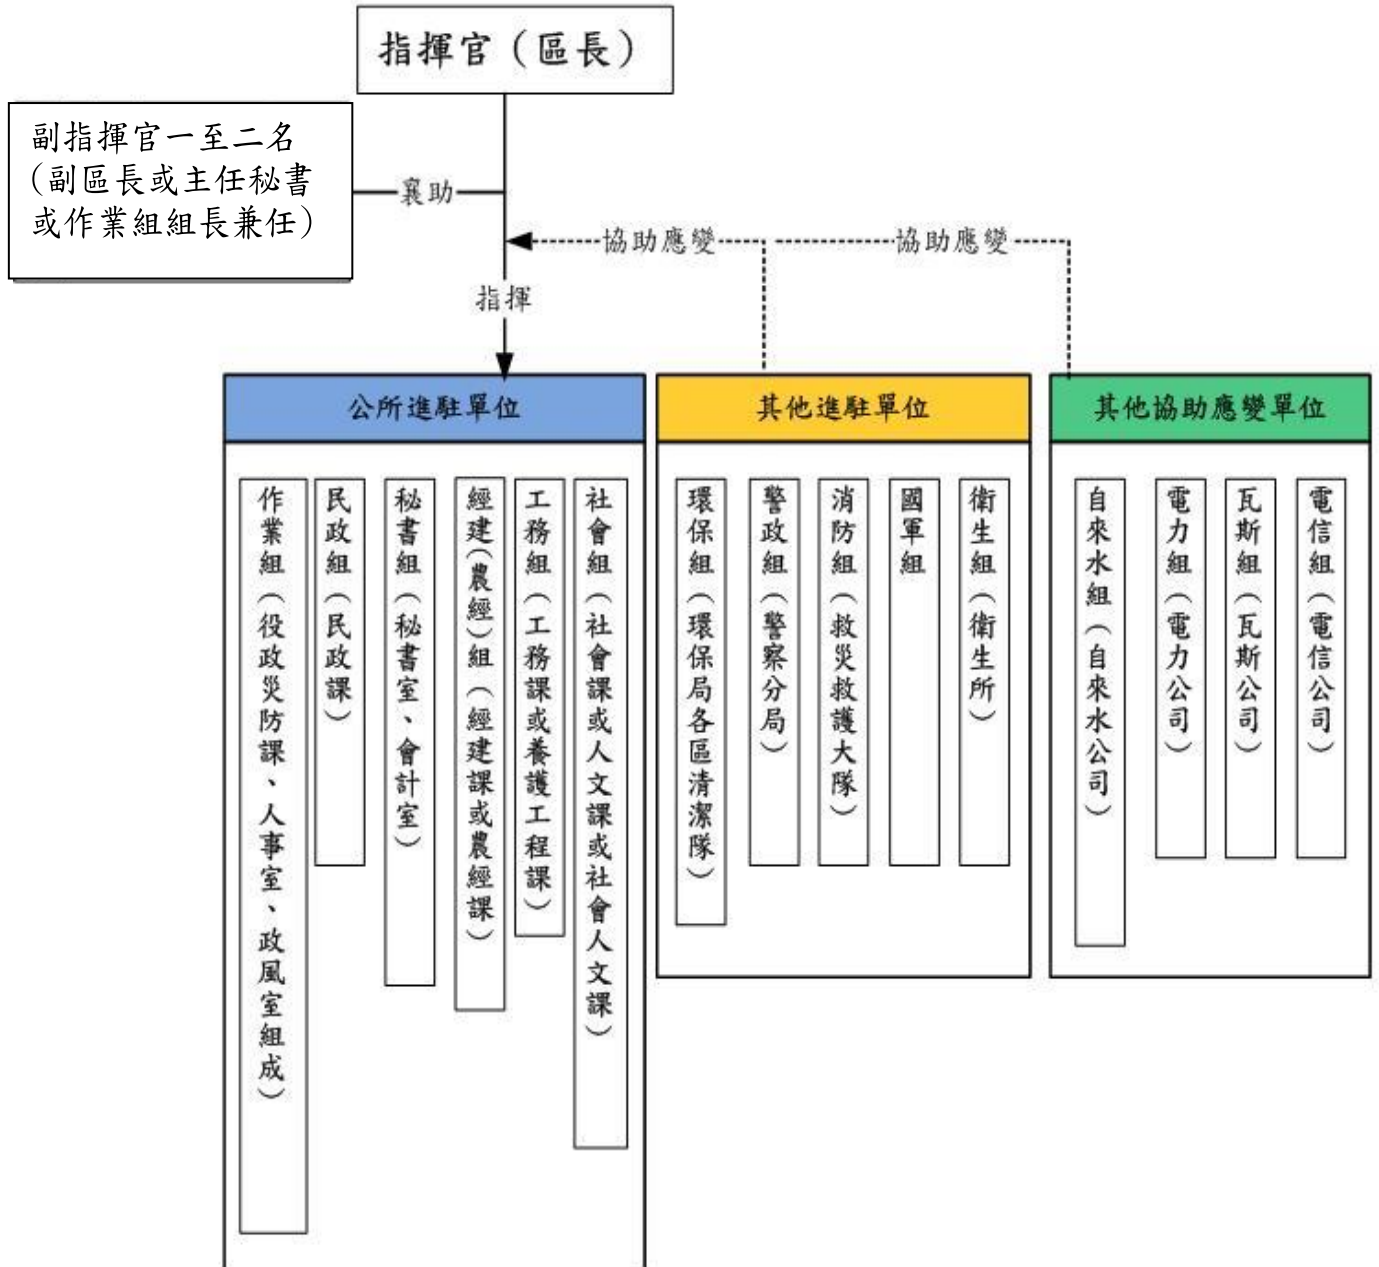 指揮官（區長）
副指揮官一至二名
（副區長或主任秘書
或作業組組長兼任）
襄助
協助應變
協助應變
指揮
公所進駐單位
其他進駐單位
其他協助應變單位
作業組（役政災防課、人事室、政風室組成）
民政組（民政課）
秘書組（秘書室、會計室）
經建（農經）組（經建課或農經課）
工務組（工務課或養護工程課）
社會組（社會課或人文課或社會人文課）
環保組（環保局各區清潔隊）
警政組（警察分局）
消防組（救災救護大隊）
國軍組
衛生組（衛生所）
自來水組（自來水公司）
電力組（電力公司）
瓦斯組（瓦斯公司）
電信組（電信公司）